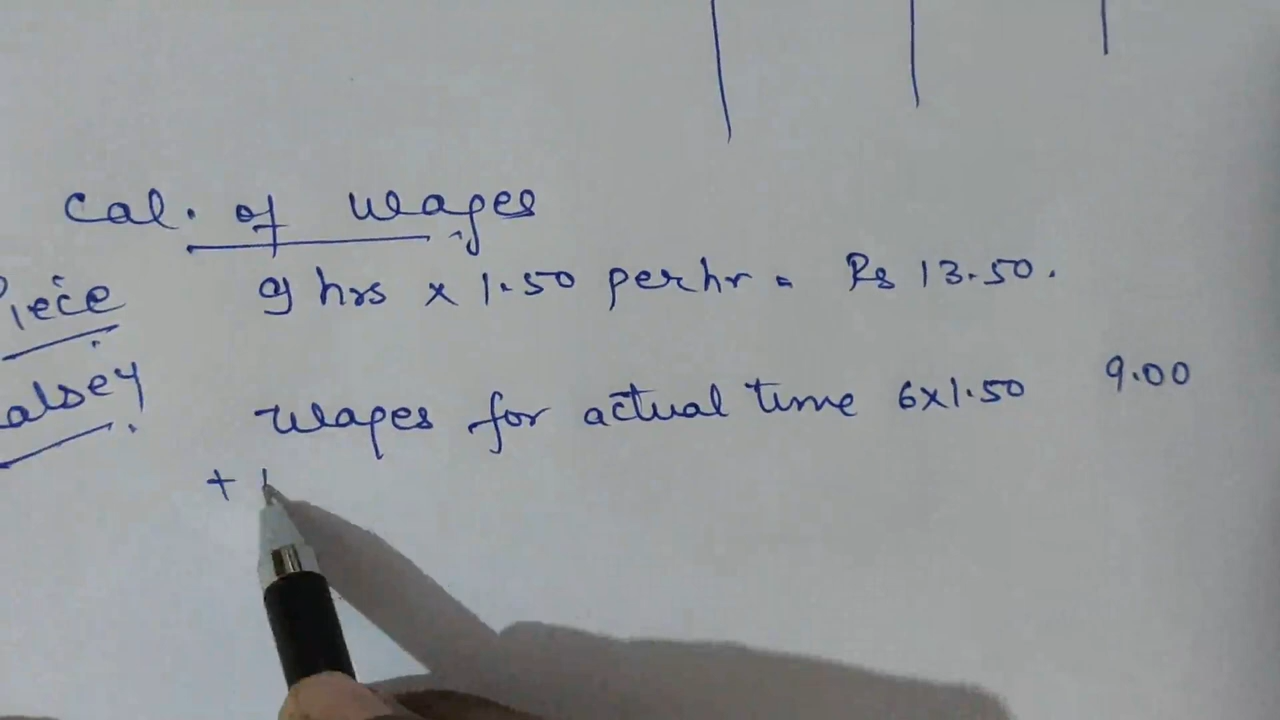 Cal. of wages
Piece 9 hrs x 1.50 per hr = Rs 13.50.
alsey wages for actual time 6x1.50 9.00
+